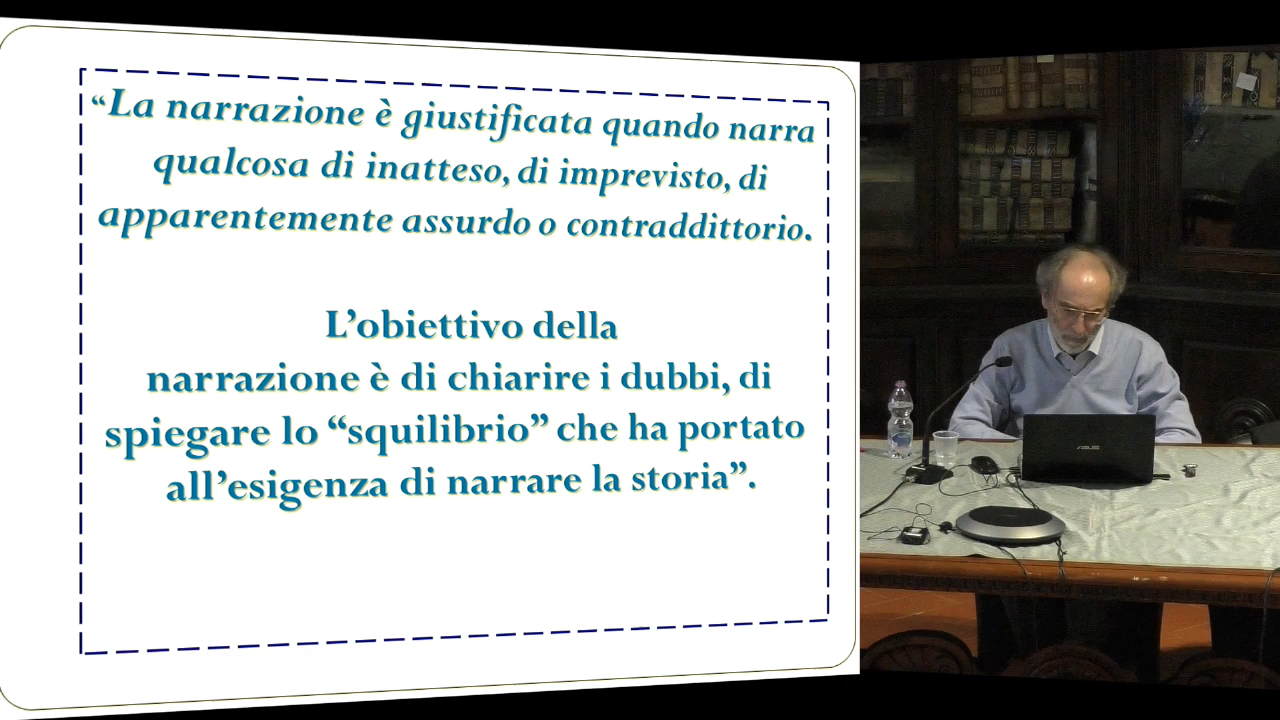 “La narrazione è giustificata quando narra
qualcosa di inatteso, di imprevisto, di
apparentemente assurdo o contraddittorio.
L’obiettivo della
narrazione è di chiarire i dubbi, di
spiegare lo “squilibrio” che ha portato
all’esigenza di narrare la storia”.
ASUS